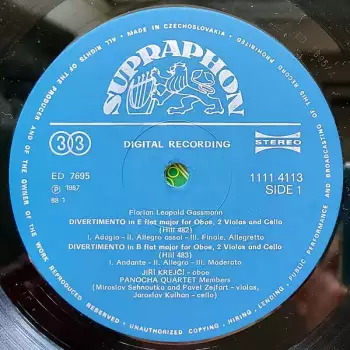 MADE IN CZECHOSLOVAKIA
ALL RIGHTS OF THE PRODUCER AND OF THE OWNER OF THE WORK REPRODUCED RESERVED
UNAUTHORIZED COPYING - HIRING - LENDING - PUBLIC PERFORMANCE AND BROADCASTING OF THIS RECORD PROHIBITED
SUPRAPHON
33
DIGITAL RECORDING
STEREO
ED 7695
1111 4113
℗ 1987
SIDE 1
88 1
Florian Leopold Gassmann
DIVERTIMENTO in E flat major for Oboe, 2 Violas and Cello
(Hill 482)
I. Adagio - II. Allegro assai - III. Finale. Allegretto
DIVERTIMENTO in B flat major for Oboe, 2 Violas and Cello
(Hill 483)
I. Andante - II. Allegro - III. Moderato
JIŘÍ KREJČÍ - oboe
PANOCHA QUARTET Members
(Miroslav Sehnoutka and Pavel Zejfart - violas,
Jaroslav Kulhan - cello)